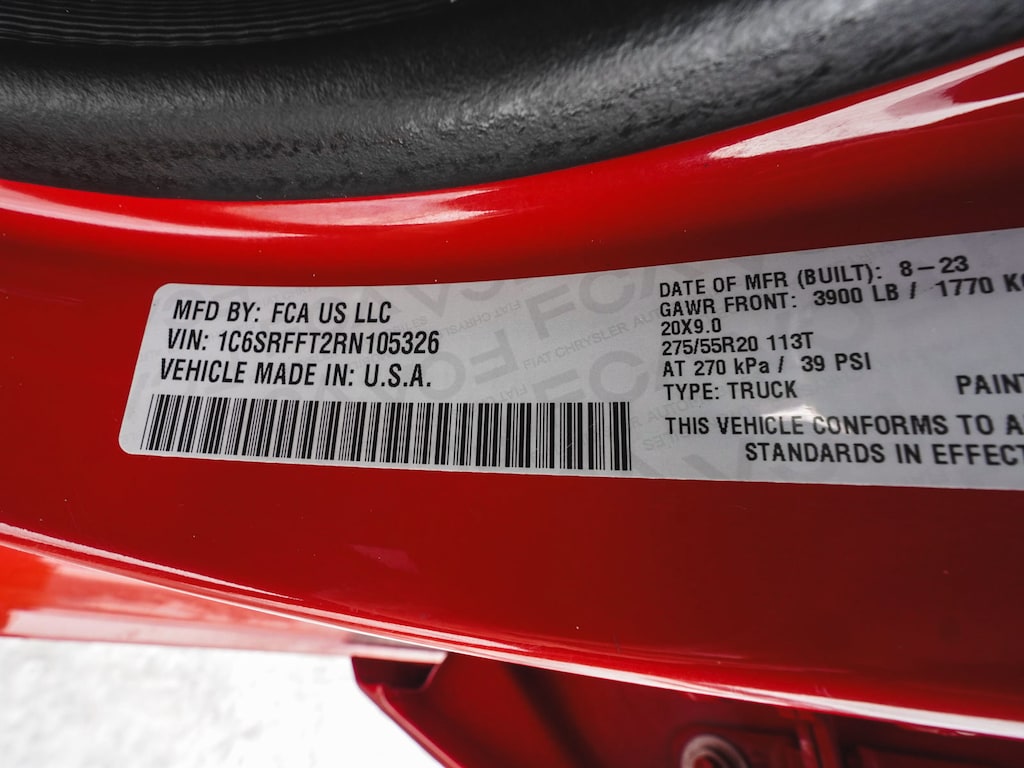 MFD BY: FCA US LLC
VIN: 1C6SRFFT2RN105326
VEHICLE MADE IN: U.S.A.
DATE OF MFR (BUILT): 8-23
GAWR FRONT: 3900 LB / 1770 KG
20X9.0
275/55R20 113T
AT 270 kPa / 39 PSI
TYPE: TRUCK
PAINT
THIS VEHICLE CONFORMS TO A
STANDARDS IN EFFECT